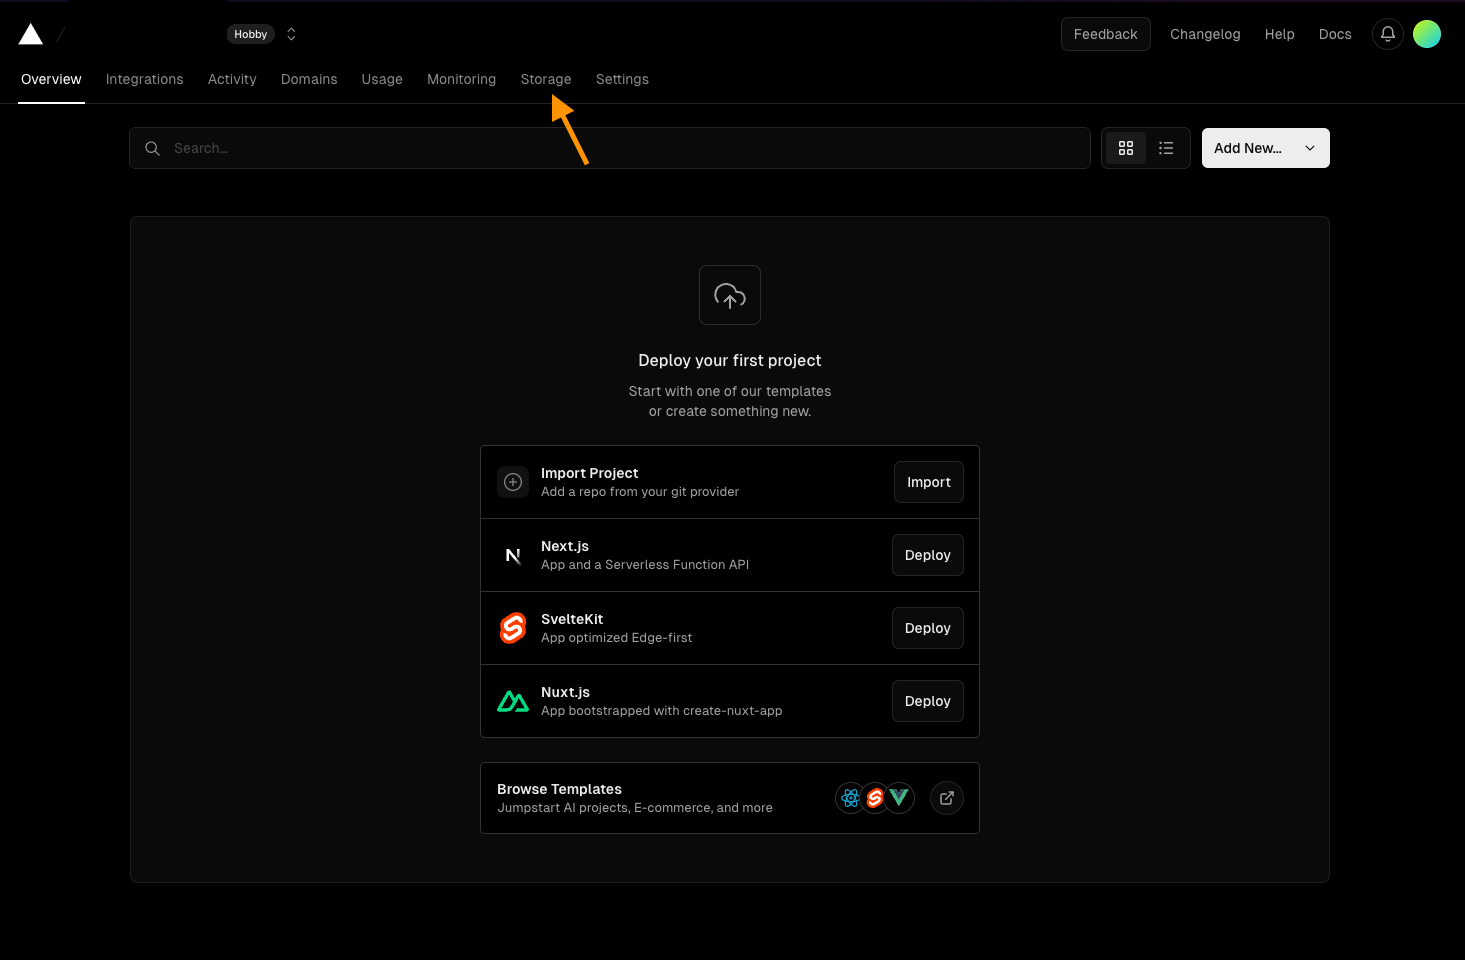 Hobby
Feedback
Changelog
Help
Docs
Overview
Integrations
Activity
Domains
Usage
Monitoring
Storage
Settings
Search...
Add New...
Deploy your first project
Start with one of our templates
or create something new.
Import Project
Add a repo from your git provider
Import
Next.js
App and a Serverless Function API
Deploy
SvelteKit
App optimized Edge-first
Deploy
Nuxt.js
App bootstrapped with create-nuxt-app
Deploy
Browse Templates
Jumpstart AI projects, E-commerce, and more